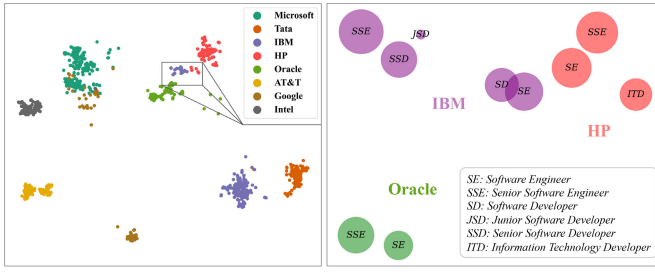 Microsoft
Tata
IBM
HP
Oracle
AT&T
Google
Intel
SSE
JSD
SSD
SSE
SE
SD
SE
ITD
IBM
HP
Oracle
SSE
SE
SE: Software Engineer
SSE: Senior Software Engineer
SD: Software Developer
JSD: Junior Software Developer
SSD: Senior Software Developer
ITD: Information Technology Developer